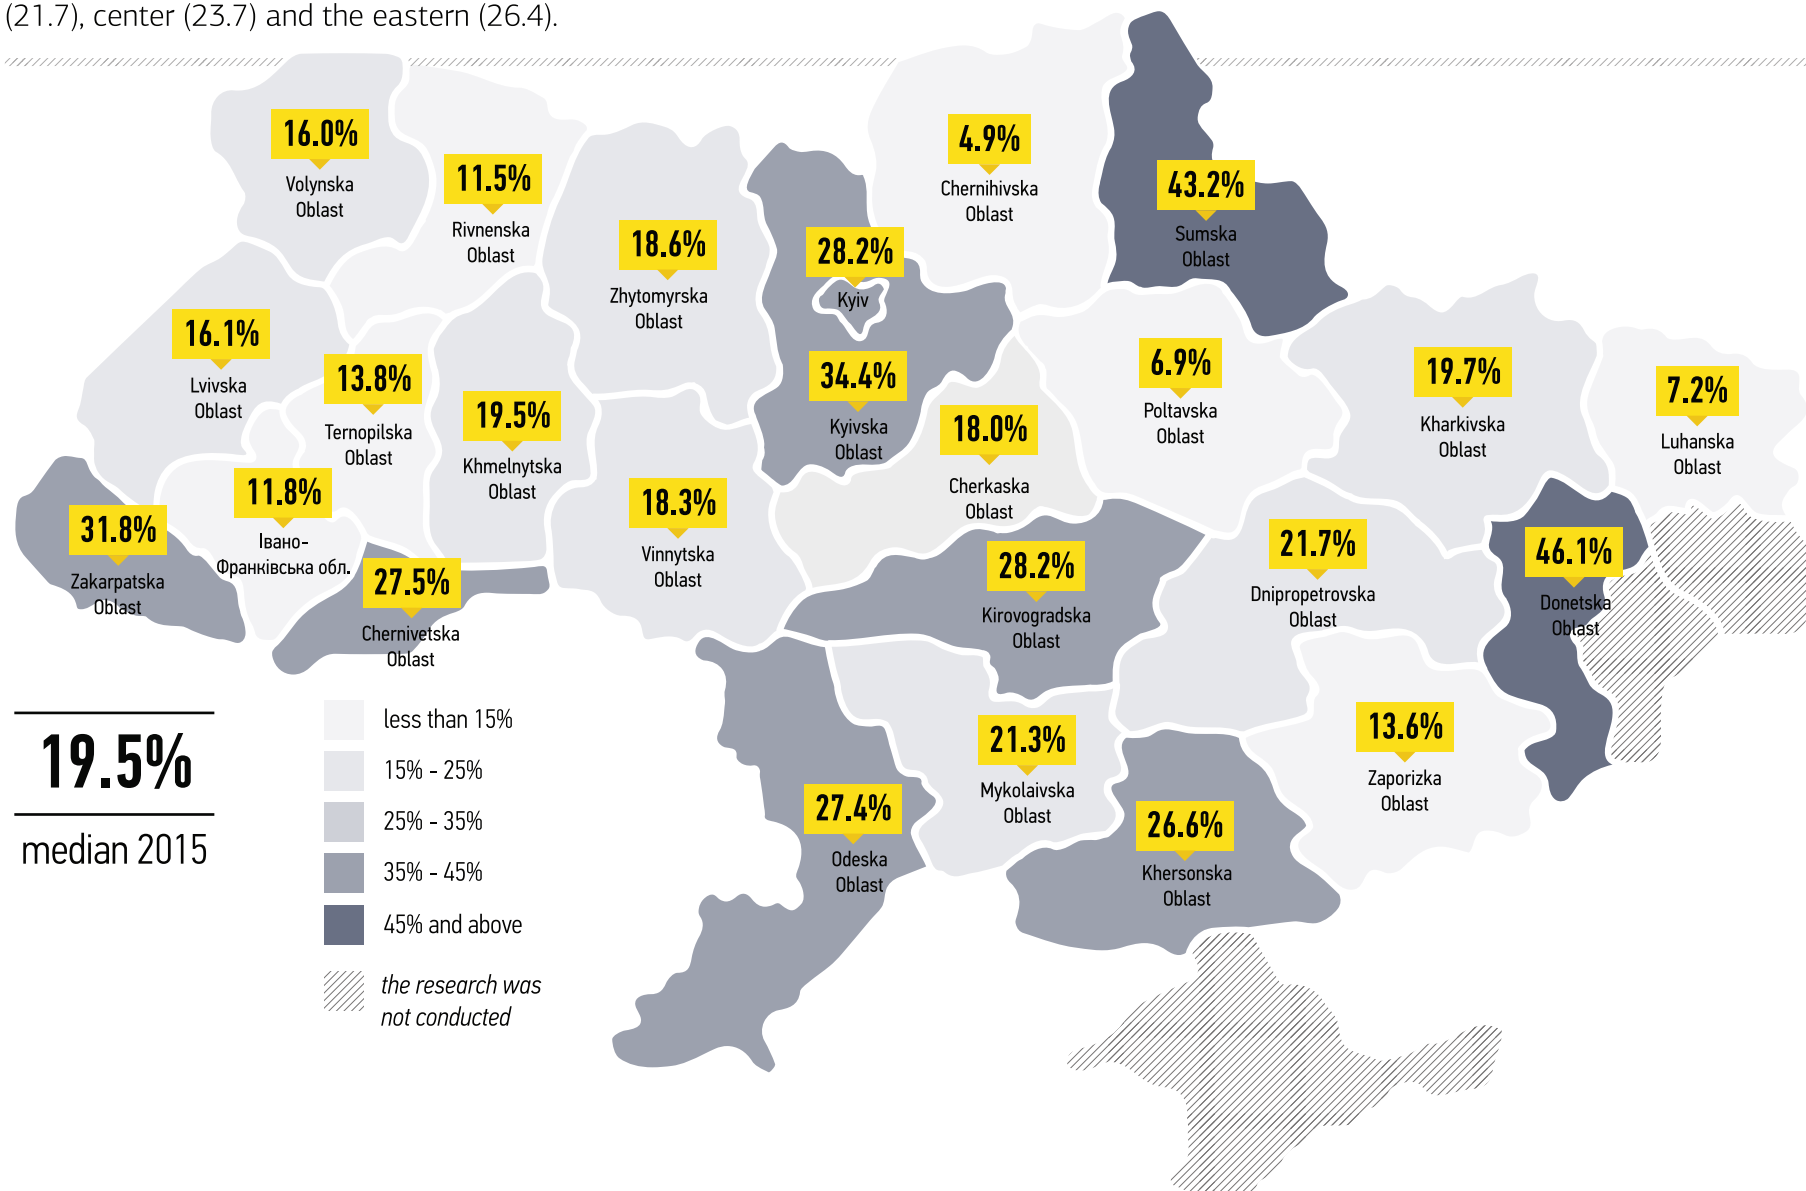 (21.7), center (23.7) and the eastern (26.4).
16.0%
Volynska
Oblast
11.5%
Rivnenska
Oblast
18.6%
Zhytomyrska
Oblast
28.2%
Kyiv
4.9%
Chernihivska
Oblast
43.2%
Sumska
Oblast
16.1%
Lvivska
Oblast
13.8%
Ternopilska
Oblast
19.5%
Khmelnytska
Oblast
34.4%
Kyivska
Oblast
18.0%
Cherkaska
Oblast
6.9%
Poltavska
Oblast
19.7%
Kharkivska
Oblast
7.2%
Luhanska
Oblast
31.8%
Zakarpatska
Oblast
11.8%
Івано-
Франківська обл.
27.5%
Chernivetska
Oblast
18.3%
Vinnytska
Oblast
28.2%
Kirovogradska
Oblast
21.7%
Dnipropetrovska
Oblast
46.1%
Donetska
Oblast
27.4%
Odeska
Oblast
21.3%
Mykolaivska
Oblast
26.6%
Khersonska
Oblast
13.6%
Zaporizka
Oblast
19.5%
median 2015
less than 15%
15% - 25%
25% - 35%
35% - 45%
45% and above
the research was
not conducted